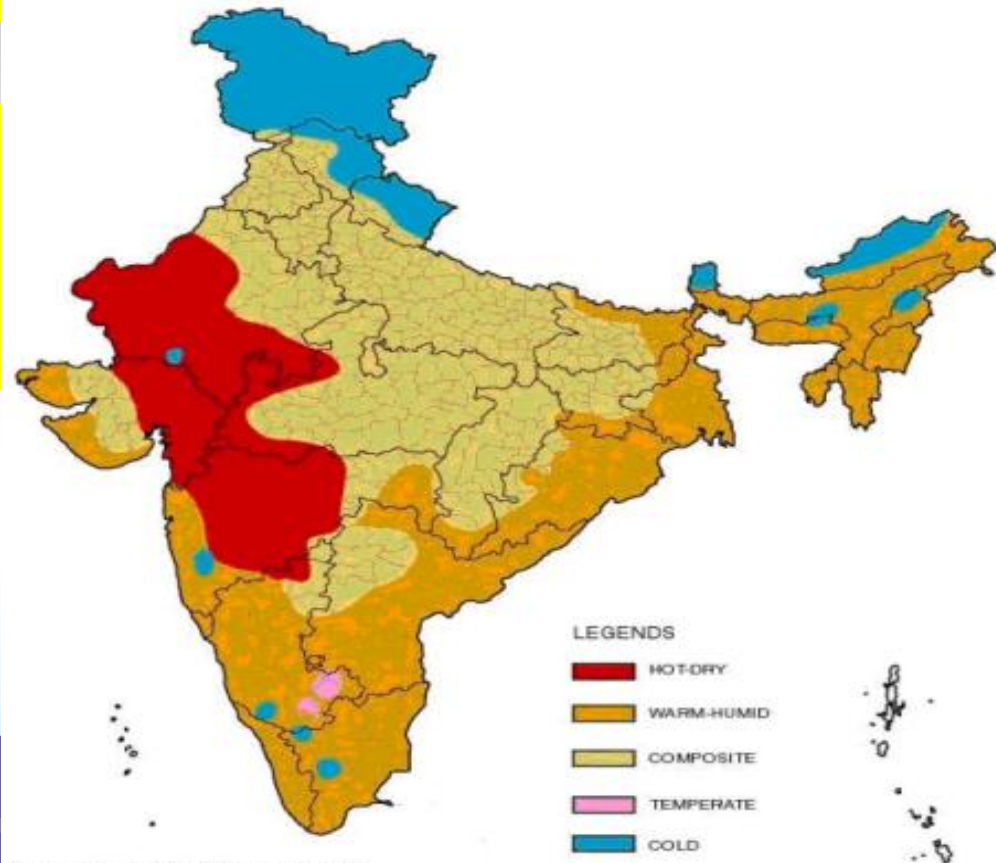 LEGENDS
HOT-DRY
WARM-HUMID
COMPOSITE
TEMPERATE
COLD